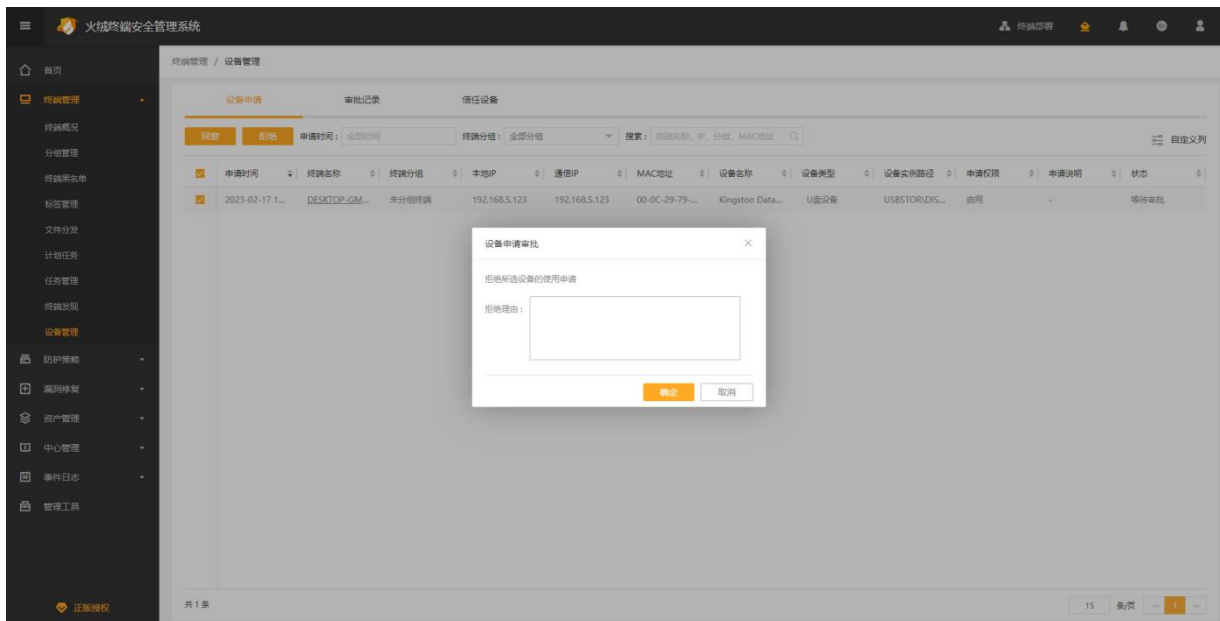 火绒终端安全管理系统
终端部署
首页
终端管理
终端概况
分组管理
终端黑名单
标签管理
文件分发
计划任务
任务管理
终端发现
设备管理
防护策略
漏洞修复
资产管理
中心管理
事件日志
管理工具
正版授权
终端管理 / 设备管理
设备申请 审批记录 信任设备
同意 拒绝 申请时间: 全部时间 终端分组: 全部分组 搜索: 终端名称、IP、分组、MAC地址 自定义列
申请时间 终端名称 终端分组 本地IP 通信IP MAC地址 设备名称 设备类型 设备实例路径 申请权限 申请说明 状态
2023-02-17 1... DESKTOP-GM... 未分组终端 192.168.5.123 192.168.5.123 00-0C-29-79-... Kingston Data... U盘设备 USBSTOR\DIS... 启用 - 等待审批
设备申请审批
拒绝所选设备的使用申请
拒绝理由:
确定 取消
共 1 条 15 条/页 1